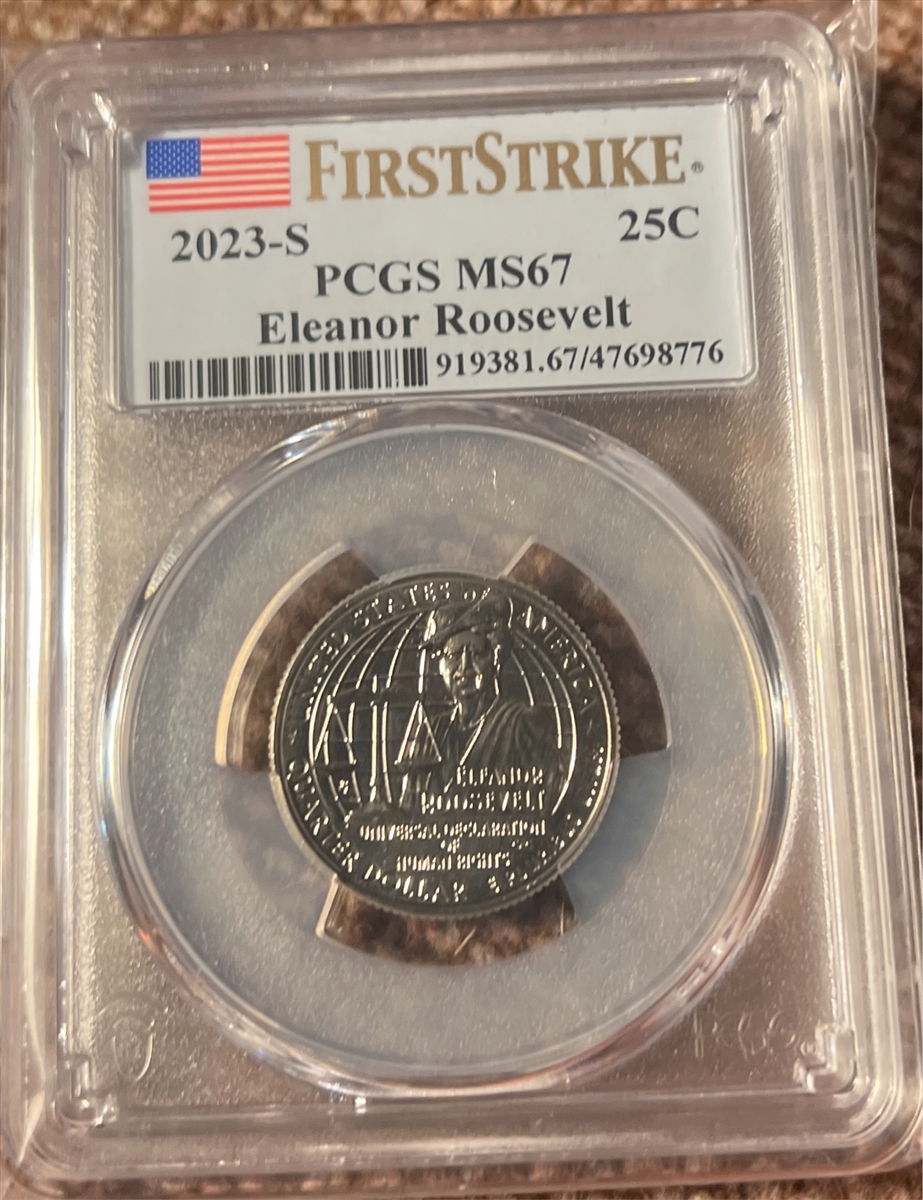 FIRSTSTRIKE®
2023-S 25C
PCGS MS67
Eleanor Roosevelt
919381.67/47698776
UNITED STATES OF AMERICA
ELEANOR
ROOSEVELT
UNIVERSAL DECLARATION
OF
HUMAN RIGHTS
QUARTER DOLLAR
PCGS